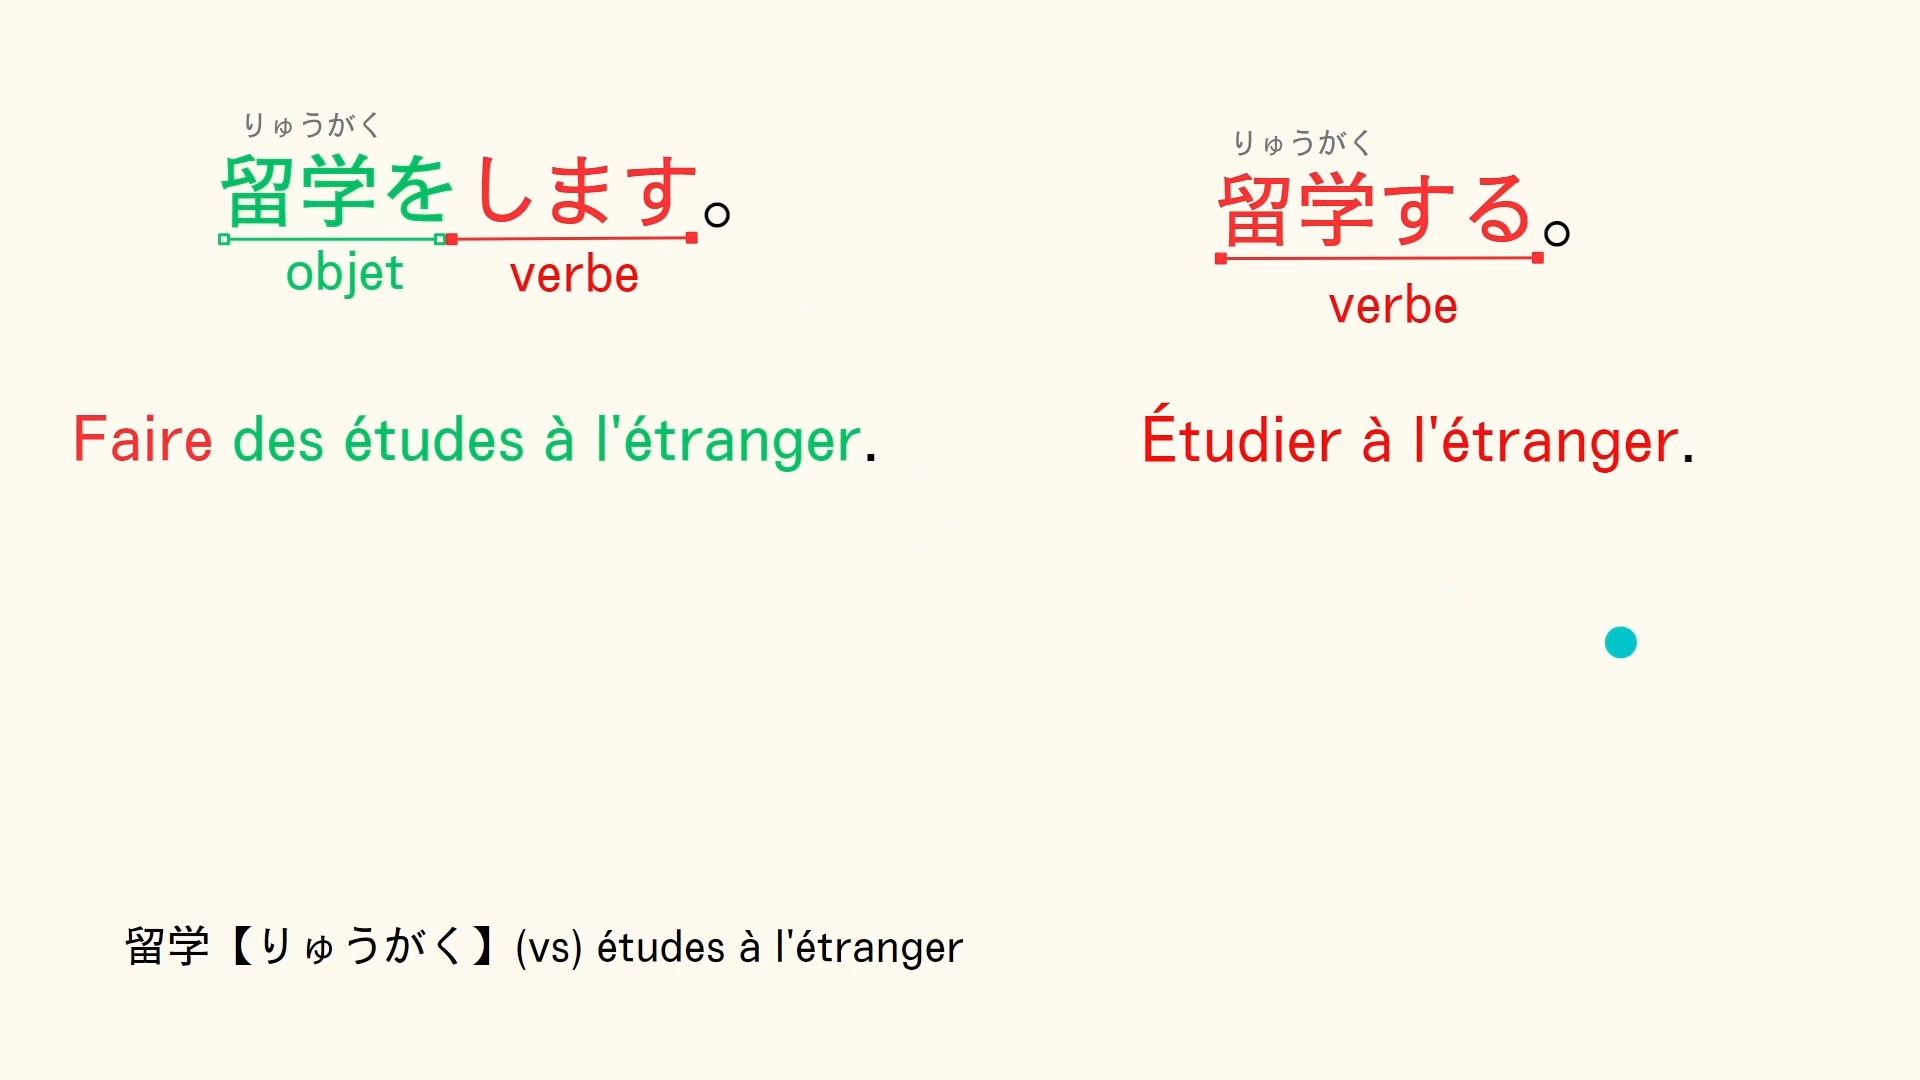 りゅうがく
留学をします。
objet verbe
Faire des études à l'étranger.
りゅうがく
留学する。
verbe
Étudier à l'étranger.
留学【りゅうがく】(vs) études à l'étranger